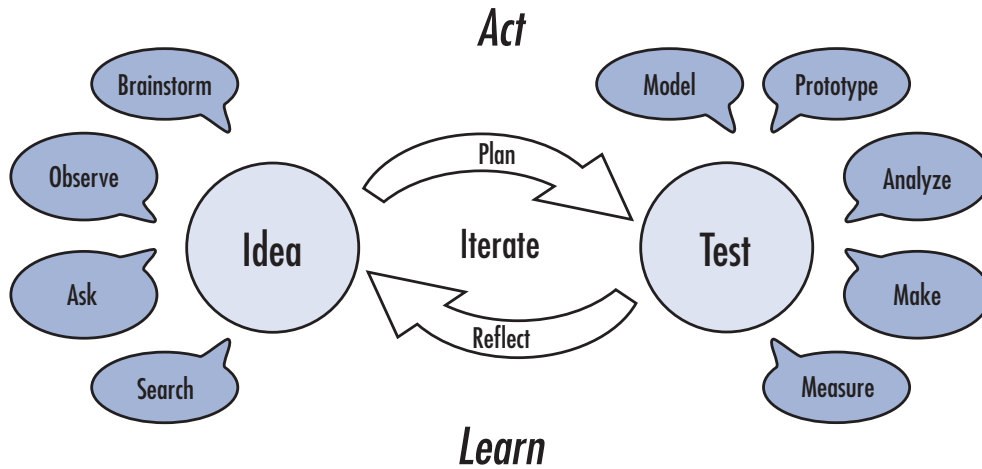 Act
Brainstorm
Model
Prototype
Observe
Plan
Analyze
Idea
Iterate
Test
Ask
Make
Reflect
Search
Measure
Learn